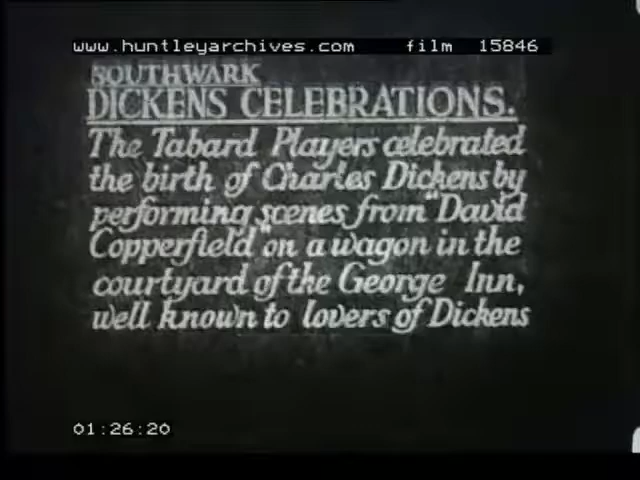 www.huntleyarchives.com film 15846
SOUTHWARK
DICKENS CELEBRATIONS.
The Tabard Players celebrated
the birth of Charles Dickens by
performing scenes from "David
Copperfield" on a wagon in the
courtyard of the George Inn,
well known to lovers of Dickens
01:26:20